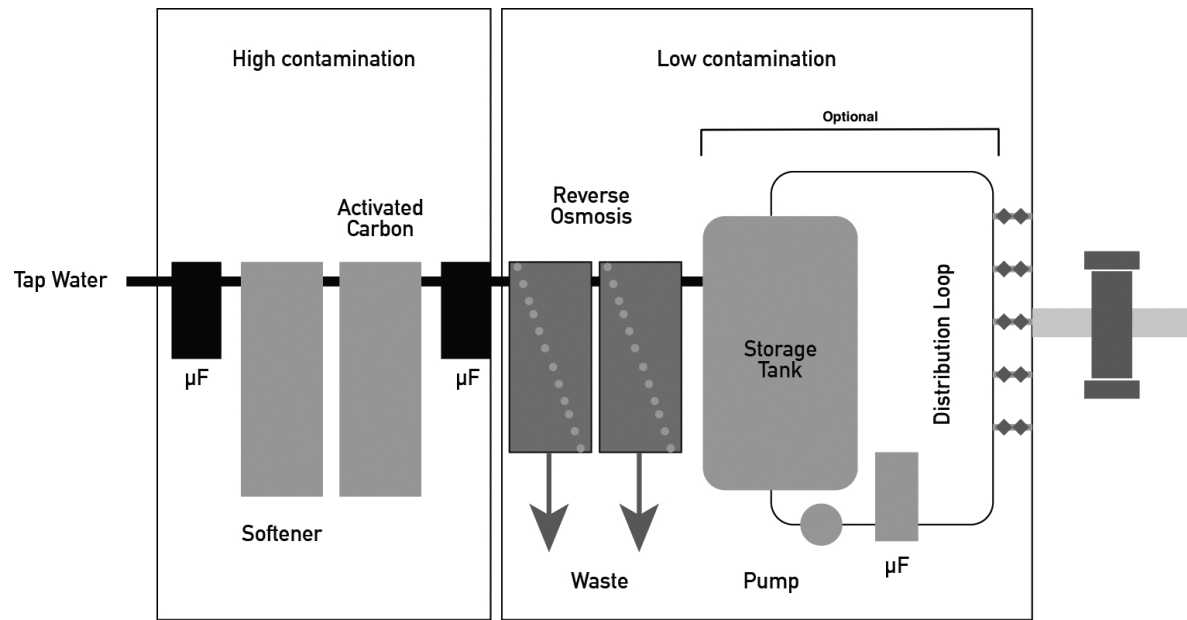 High contamination
Low contamination
Optional
Activated
Carbon
Reverse
Osmosis
Tap Water
Storage
Tank
Distribution Loop
µF
µF
Softener
Waste
Pump
µF